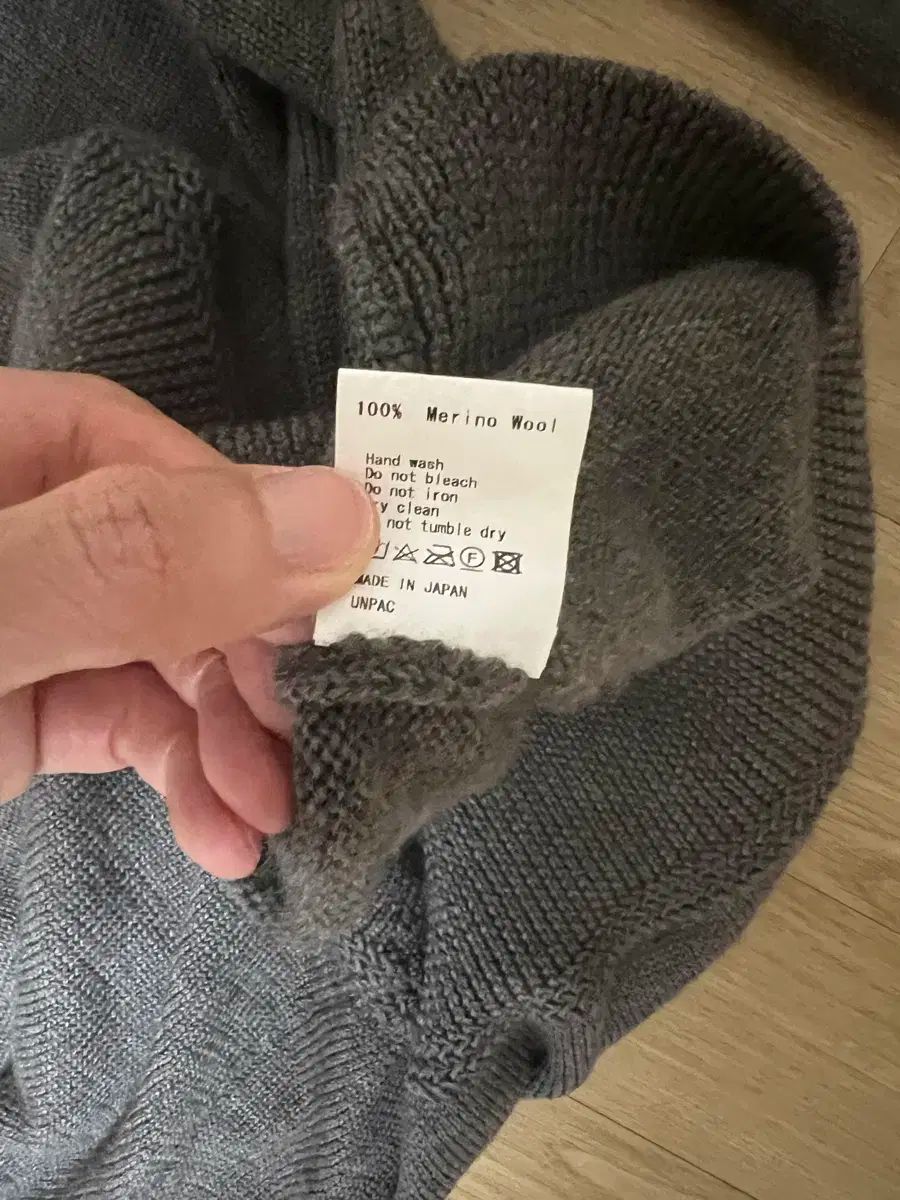 100% Merino Wool
Hand wash
Do not bleach
Do not iron
ry clean
not tumble dry
F
MADE IN JAPAN
UNPAC